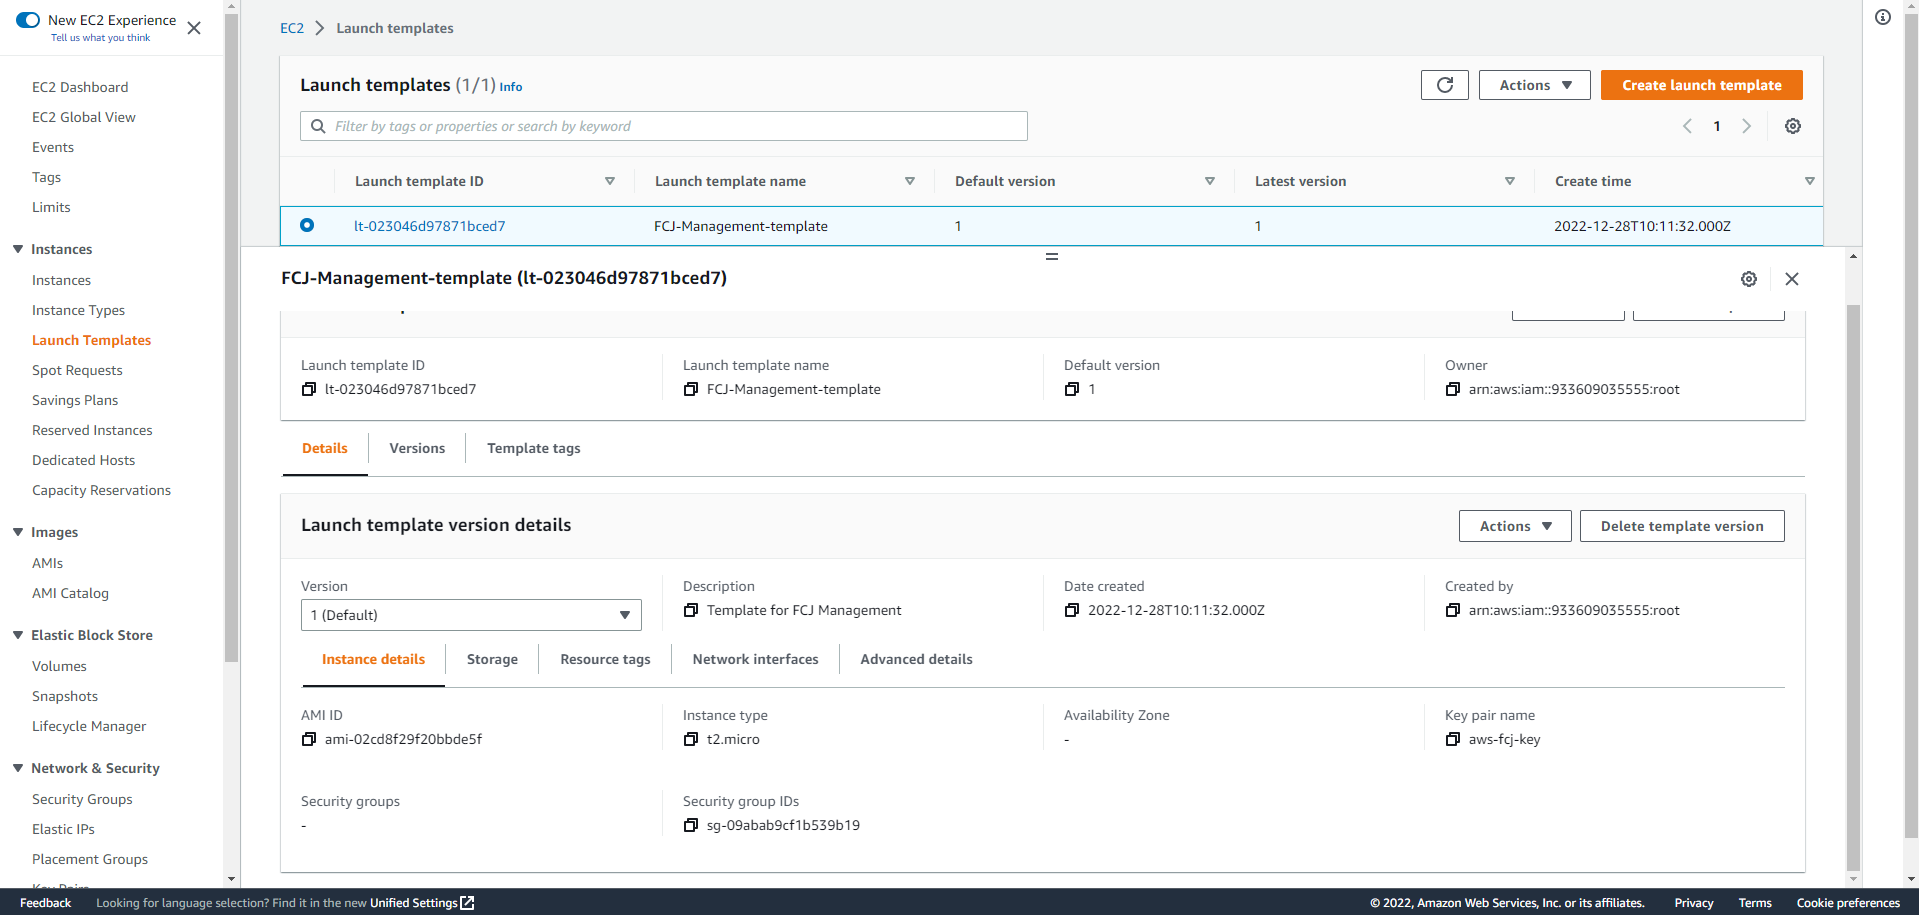 New EC2 Experience
Tell us what you think
EC2 Dashboard
EC2 Global View
Events
Tags
Limits
Instances
Instances
Instance Types
Launch Templates
Spot Requests
Savings Plans
Reserved Instances
Dedicated Hosts
Capacity Reservations
Images
AMIs
AMI Catalog
Elastic Block Store
Volumes
Snapshots
Lifecycle Manager
Network & Security
Security Groups
Elastic IPs
Placement Groups
EC2 > Launch templates
Launch templates (1/1) Info
Actions
Create launch template
Filter by tags or properties or search by keyword
1
Launch template ID Launch template name Default version Latest version Create time
lt-023046d97871bced7 FCJ-Management-template 1 1 2022-12-28T10:11:32.000Z
FCJ-Management-template (lt-023046d97871bced7)
Launch template ID Launch template name Default version Owner
lt-023046d97871bced7 FCJ-Management-template 1 arn:aws:iam::933609035555:root
Details Versions Template tags
Launch template version details
Actions
Delete template version
Version Description Date created Created by
1 (Default) Template for FCJ Management 2022-12-28T10:11:32.000Z arn:aws:iam::933609035555:root
Instance details Storage Resource tags Network interfaces Advanced details
AMI ID Instance type Availability Zone Key pair name
ami-02cd8f29f20bbde5f t2.micro - aws-fcj-key
Security groups Security group IDs
- sg-09abab9cf1b539b19
Feedback Looking for language selection? Find it in the new Unified Settings © 2022, Amazon Web Services, Inc. or its affiliates. Privacy Terms Cookie preferences